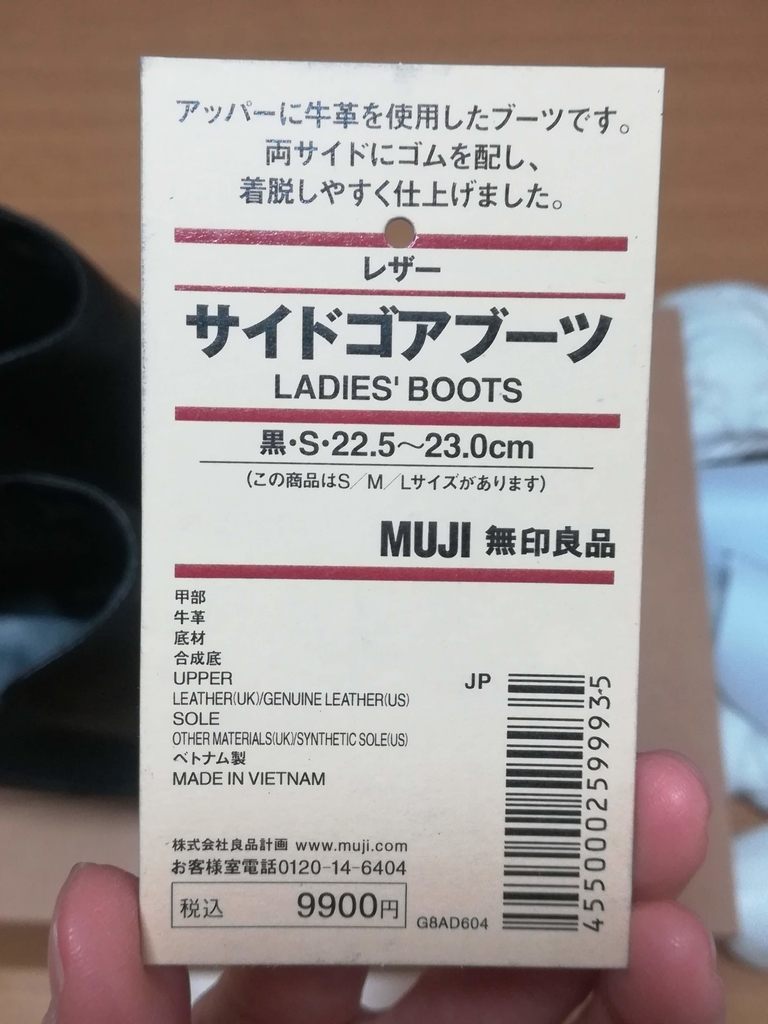 アッパーに牛革を使用したブーツです。
両サイドにゴムを配し、
着脱しやすく仕上げました。
レザー
サイドゴアブーツ
LADIES' BOOTS
黒・S・22.5〜23.0cm
(この商品はS/M/Lサイズがあります)
MUJI 無印良品
甲部
牛革
底材
合成底
UPPER
LEATHER(UK)/GENUINE LEATHER(US)
SOLE
OTHER MATERIALS(UK)/SYNTHETIC SOLE(US)
ベトナム製
MADE IN VIETNAM
JP
4550002599935
株式会社良品計画 www.muji.com
お客様室電話0120-14-6404
税込 9900円
G8AD604